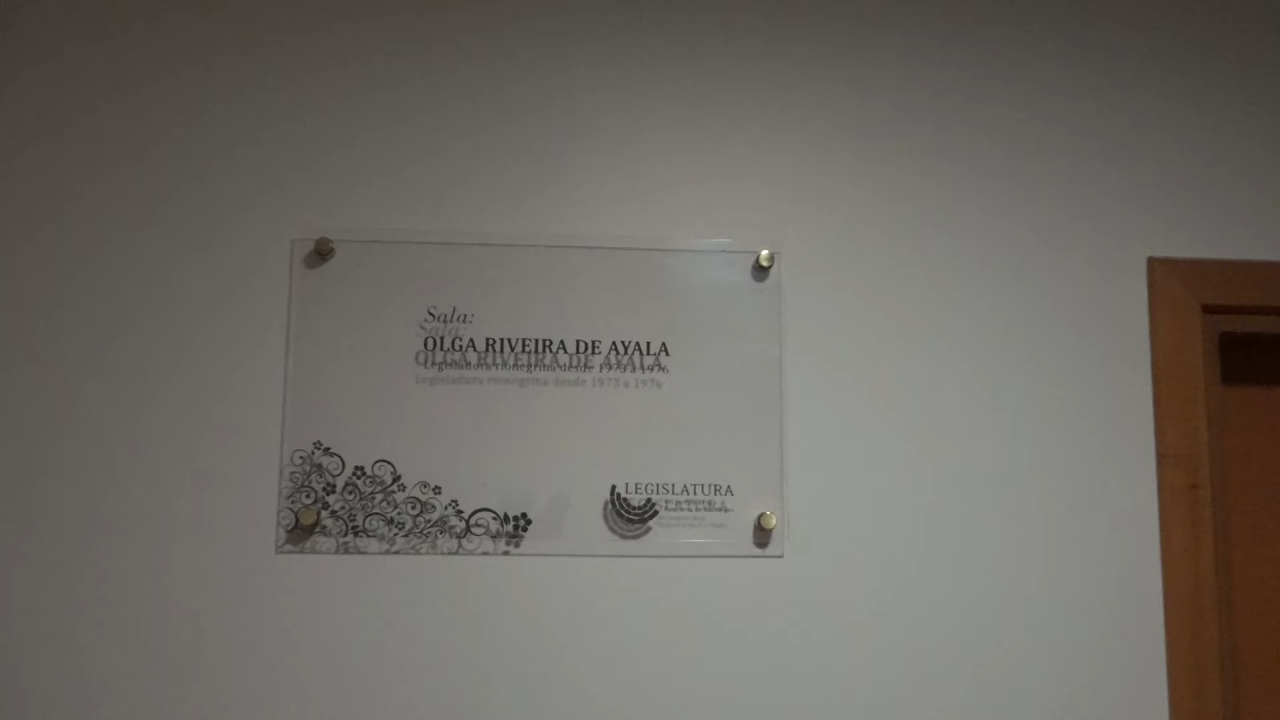 Sala:
OLGA RIVEIRA DE AYALA
Legisladora rionegrina desde 1973 a 1976
LEGISLATURA